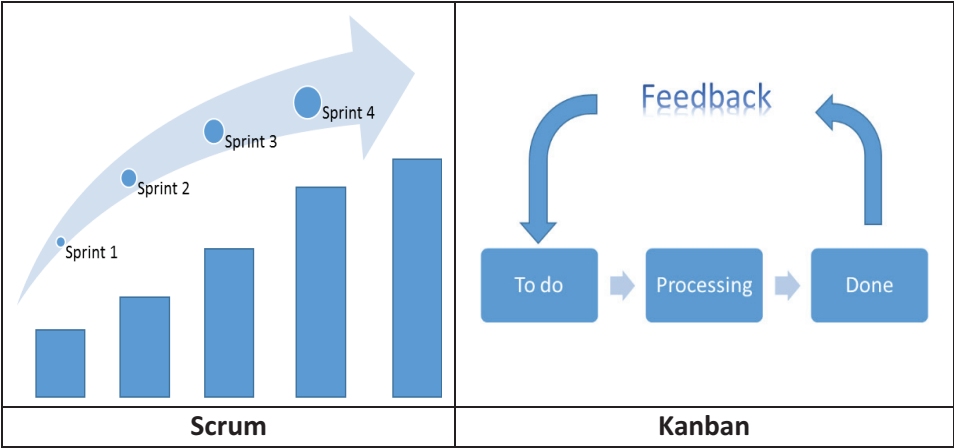 Sprint 1
Sprint 2
Sprint 3
Sprint 4
Scrum
Feedback
To do
Processing
Done
Kanban